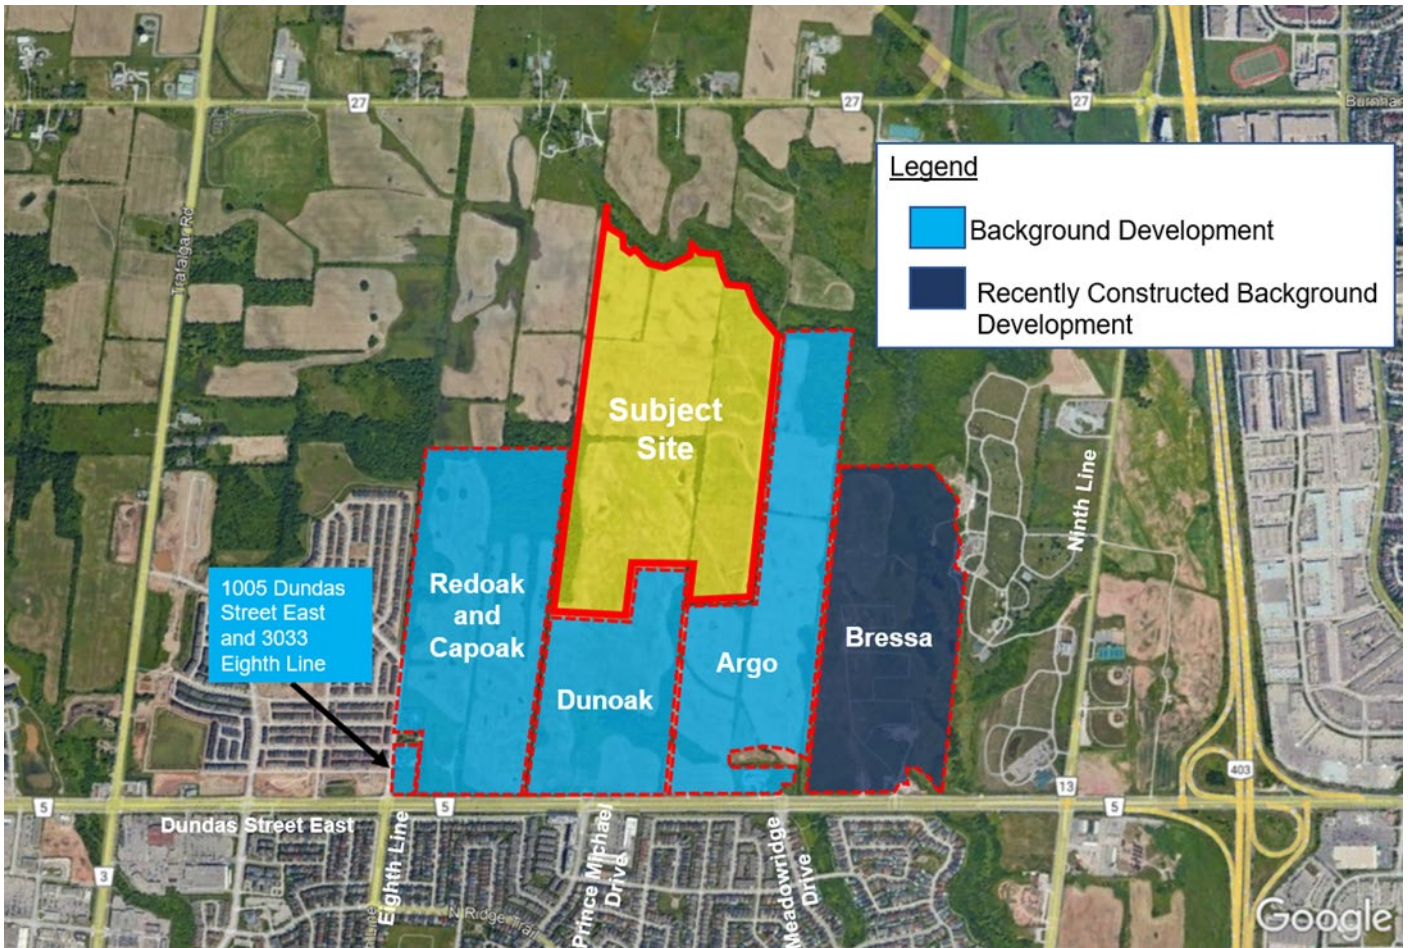 27
27
27
Burnha
Legend
Background Development
Recently Constructed Background
Development
Trafalgar Rd
Subject
Site
Ninth Line
Redoak
and
Capoak
1005 Dundas
Street East
and 3033
Eighth Line
Bressa
Argo
Dunoak
403
13
5
5
5
Dundas Street East
Eighth Line
Prince Michael
Drive
Meadowridge
Drive
3
N Ridge Trail
Line
Google